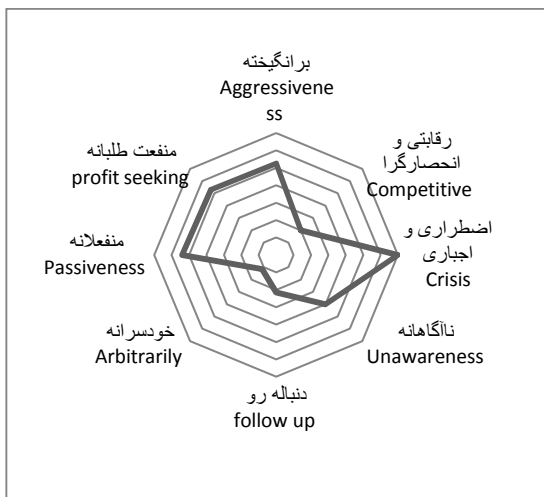 برانگیخته
Aggressivene
ss
رقابتی و
انحصارگرا
Competitive
اضطراری و
اجباری
Crisis
ناآگاهانه
Unawareness
دنباله رو
follow up
خودسرانه
Arbitrarily
منفعلانه
Passiveness
منفعت طلبانه
profit seeking